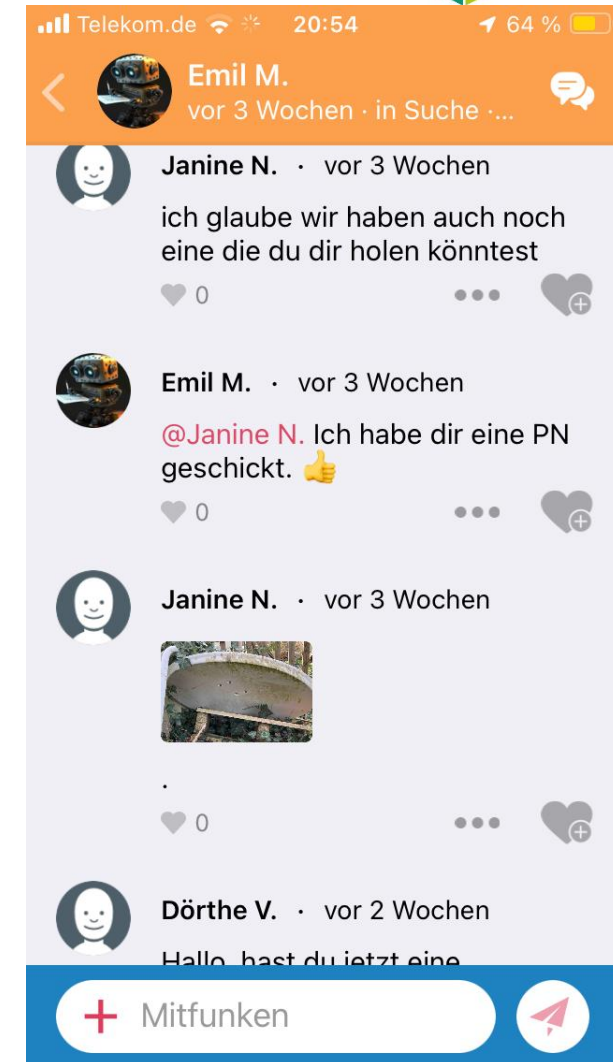 Telekom.de 20:54 64 %
Emil M.
vor 3 Wochen · in Suche ·...
Janine N. · vor 3 Wochen
ich glaube wir haben auch noch
eine die du dir holen könntest
0
Emil M. · vor 3 Wochen
@Janine N. Ich habe dir eine PN
geschickt. 👍
0
Janine N. · vor 3 Wochen
.
0
Dörthe V. · vor 2 Wochen
Hallo, hast du jetzt eine
Mitfunken